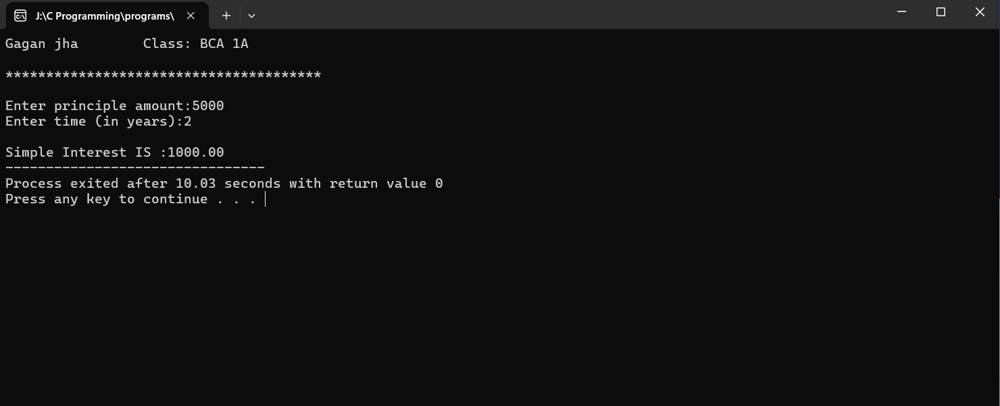 J:\C Programming\programs\
Gagan jha        Class: BCA 1A
***************************************
Enter principle amount:5000
Enter time (in years):2
Simple Interest IS :1000.00
--------------------------------
Process exited after 10.03 seconds with return value 0
Press any key to continue . . .